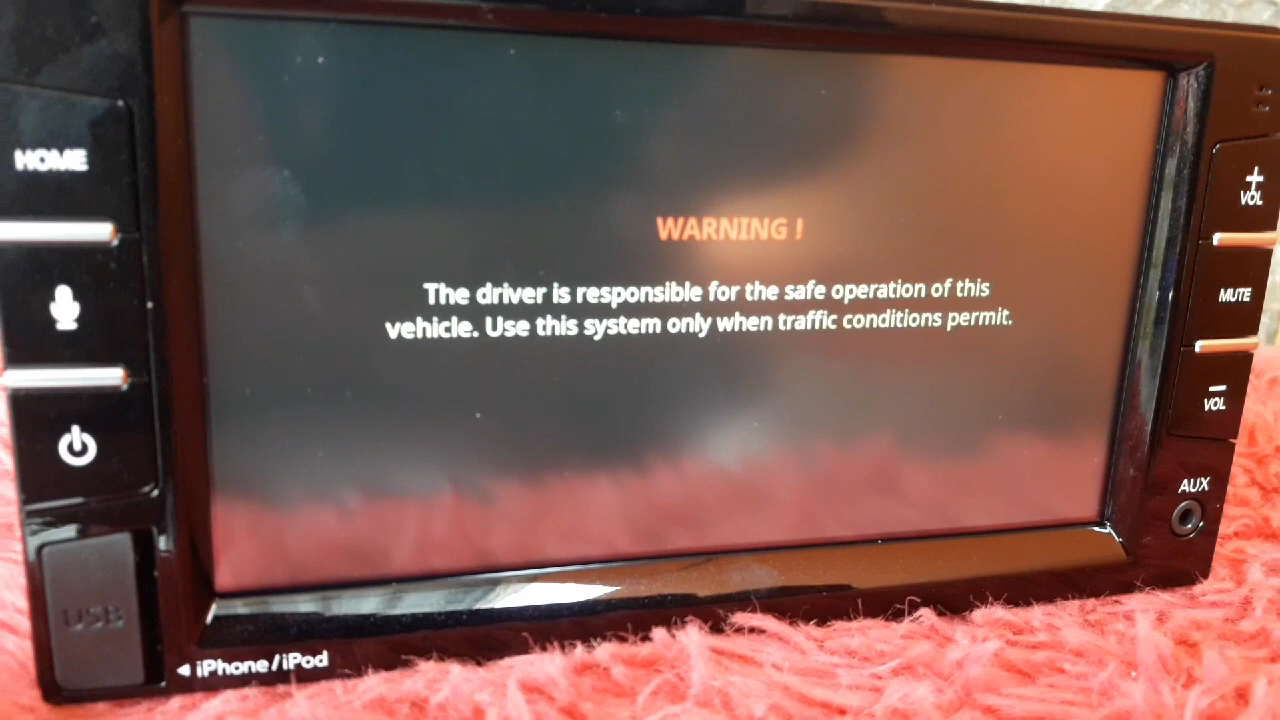 HOME
USB
◄ iPhone/iPod
WARNING !
The driver is responsible for the safe operation of this
vehicle. Use this system only when traffic conditions permit.
+
VOL
MUTE
−
VOL
AUX